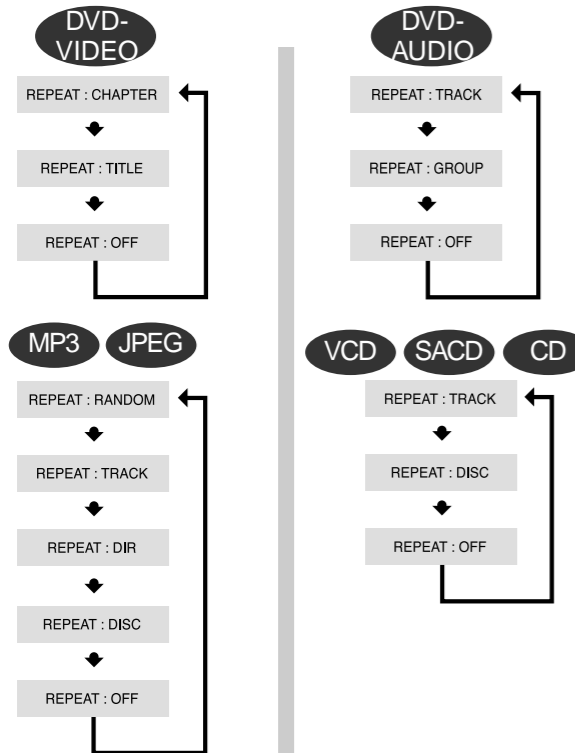 DVD-
VIDEO
REPEAT : CHAPTER
REPEAT : TITLE
REPEAT : OFF
DVD-
AUDIO
REPEAT : TRACK
REPEAT : GROUP
REPEAT : OFF
MP3 JPEG
REPEAT : RANDOM
REPEAT : TRACK
REPEAT : DIR
REPEAT : DISC
REPEAT : OFF
VCD SACD CD
REPEAT : TRACK
REPEAT : DISC
REPEAT : OFF